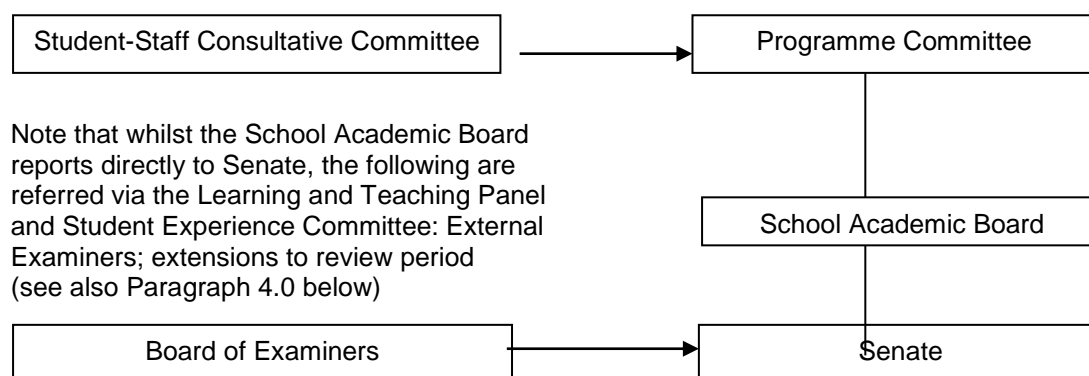 Student-Staff Consultative Committee
Programme Committee
Note that whilst the School Academic Board
reports directly to Senate, the following are
referred via the Learning and Teaching Panel
and Student Experience Committee: External
Examiners; extensions to review period
(see also Paragraph 4.0 below)
School Academic Board
Board of Examiners
Senate